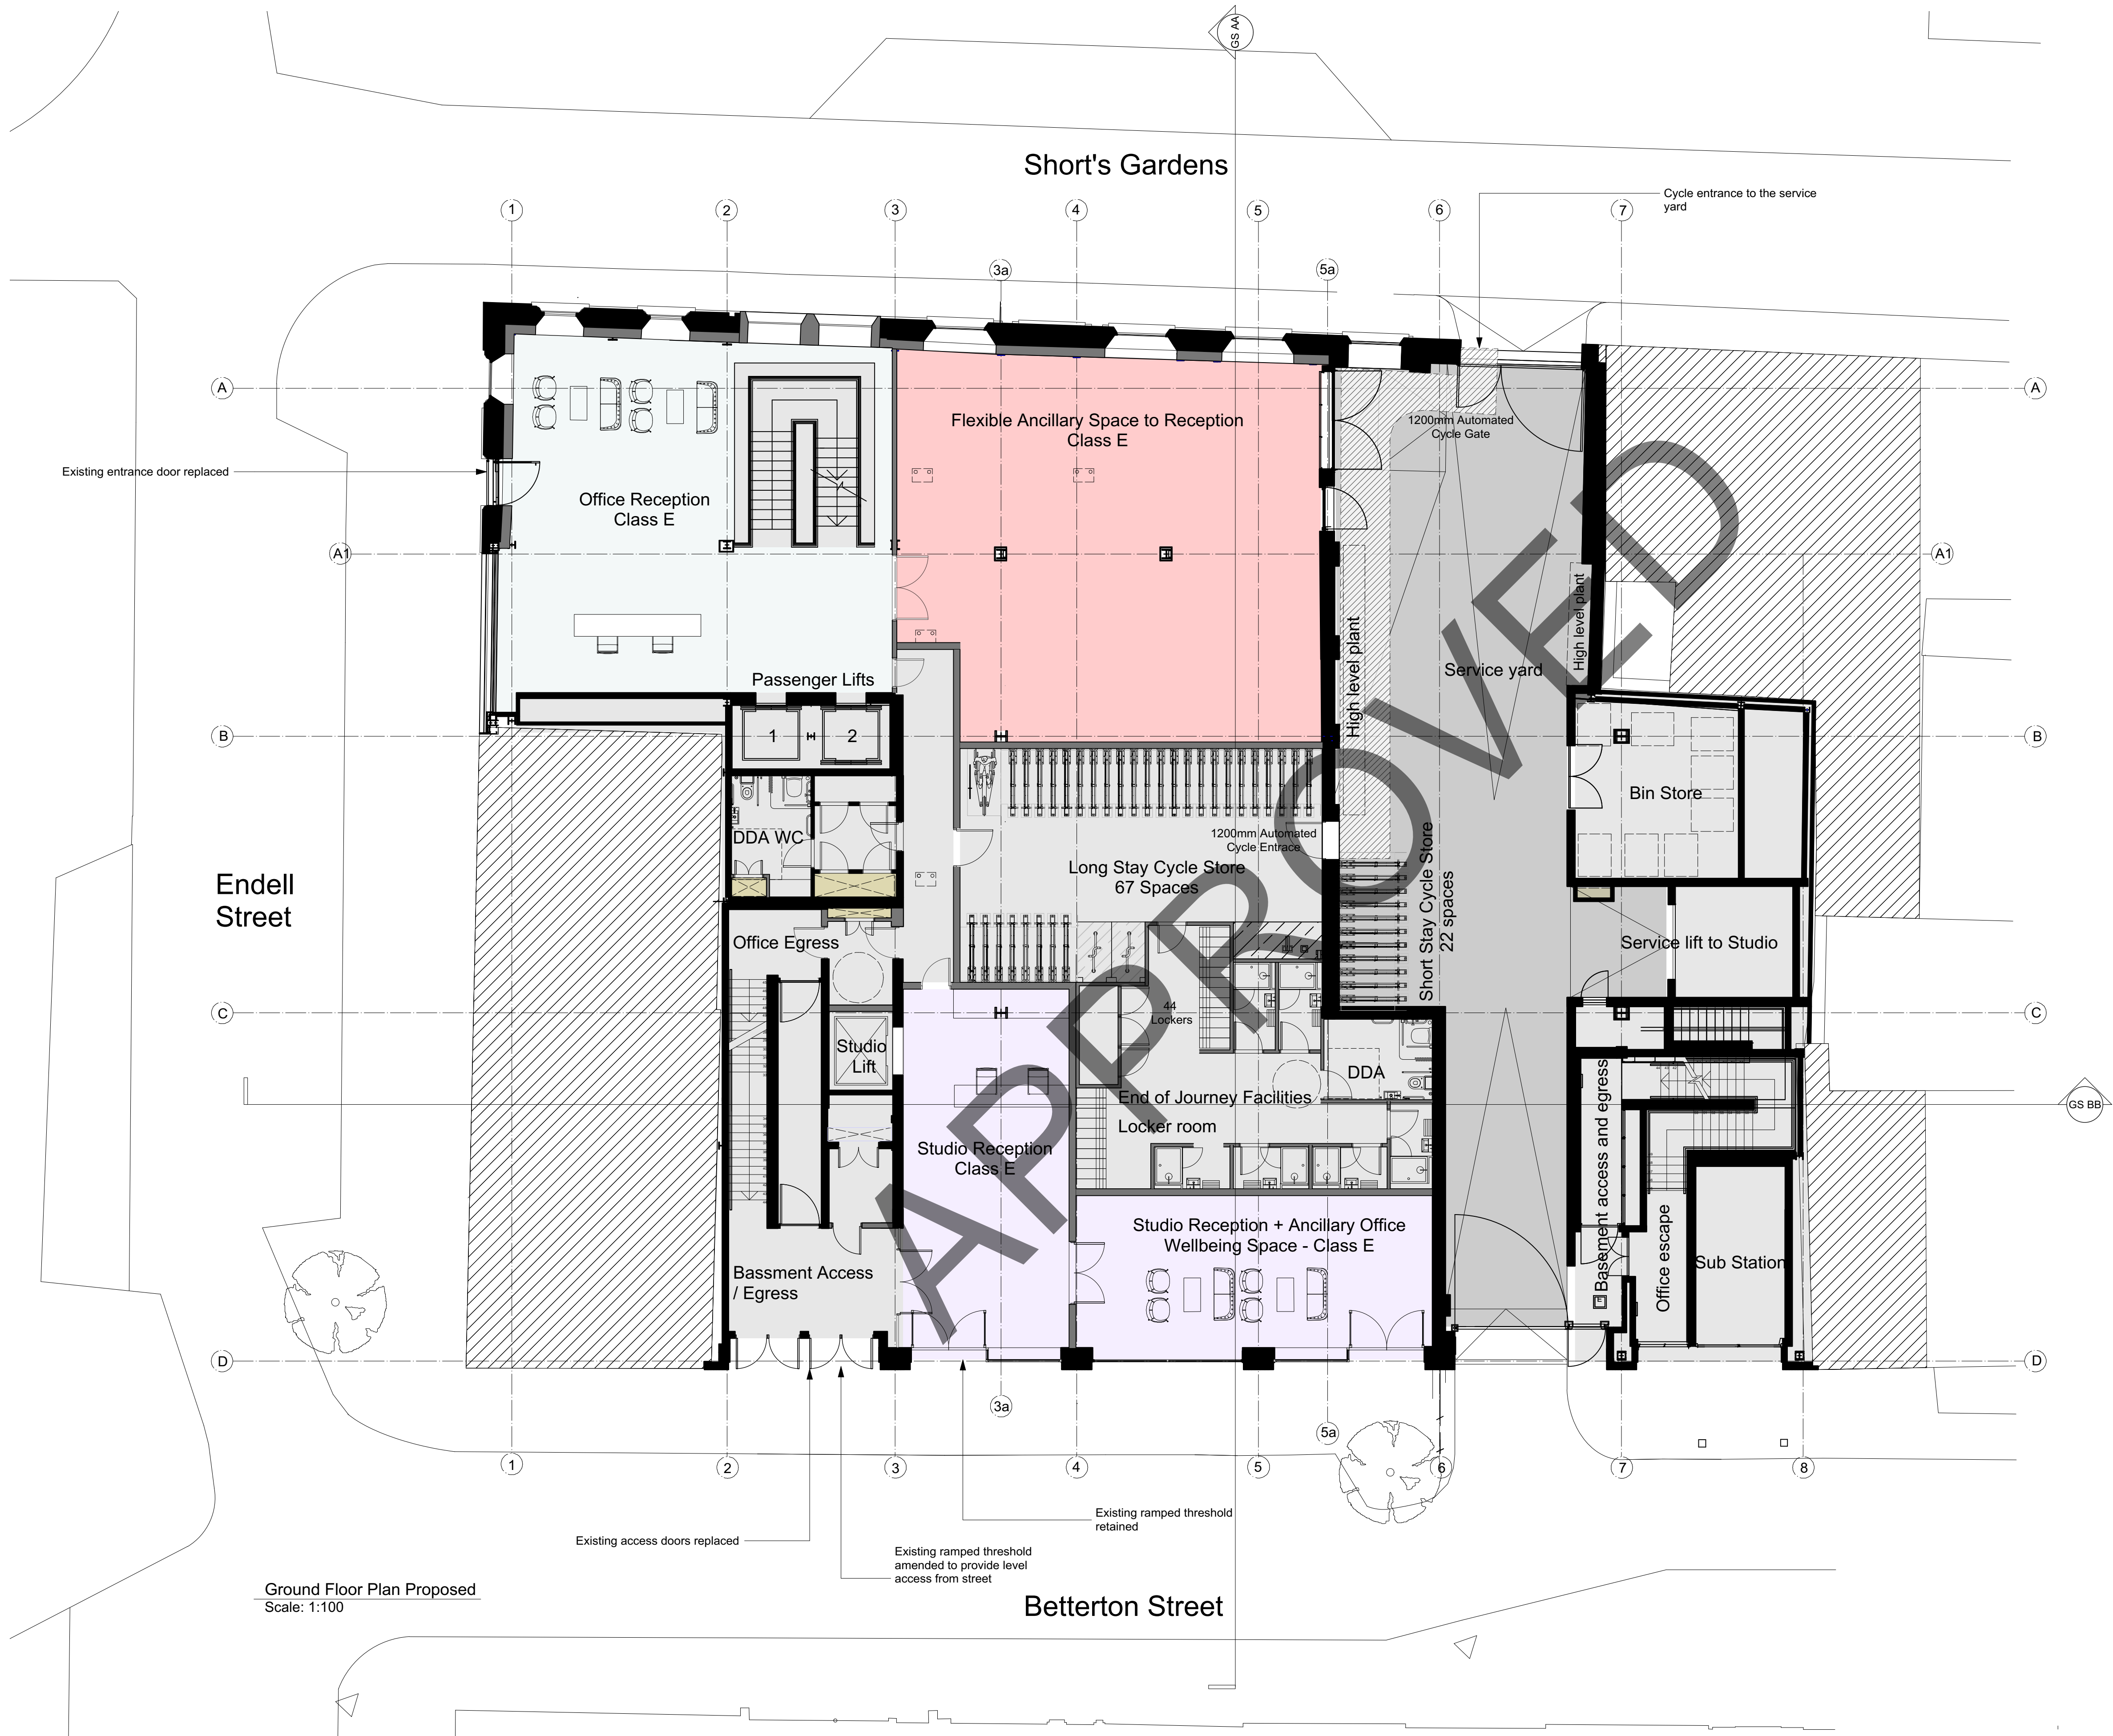 GS AA
Short's Gardens
Cycle entrance to the service
yard
1
2
3
4
5
6
7
3a
5a
A
A
1200mm Automated
Cycle Gate
Flexible Ancillary Space to Reception
Class E
Existing entrance door replaced
Office Reception
Class E
A1
A1
High level plant
High level plant
Service yard
Passenger Lifts
B
1
2
B
Bin Store
DDA WC
1200mm Automated
Cycle Entrace
Long Stay Cycle Store
67 Spaces
Short Stay Cycle Store
22 spaces
Endell
Street
Office Egress
Service lift to Studio
C
44
Lockers
C
Studio
Lift
DDA
End of Journey Facilities
Locker room
GS BB
Studio Reception
Class E
Basement access and egress
Studio Reception + Ancillary Office
Wellbeing Space - Class E
Office escape
Sub Station
Bassment Access
/ Egress
D
D
3a
5a
1
2
3
4
5
6
7
8
Existing ramped threshold
retained
Existing access doors replaced
Existing ramped threshold
amended to provide level
access from street
Ground Floor Plan Proposed
Scale: 1:100
Betterton Street
APPROVED